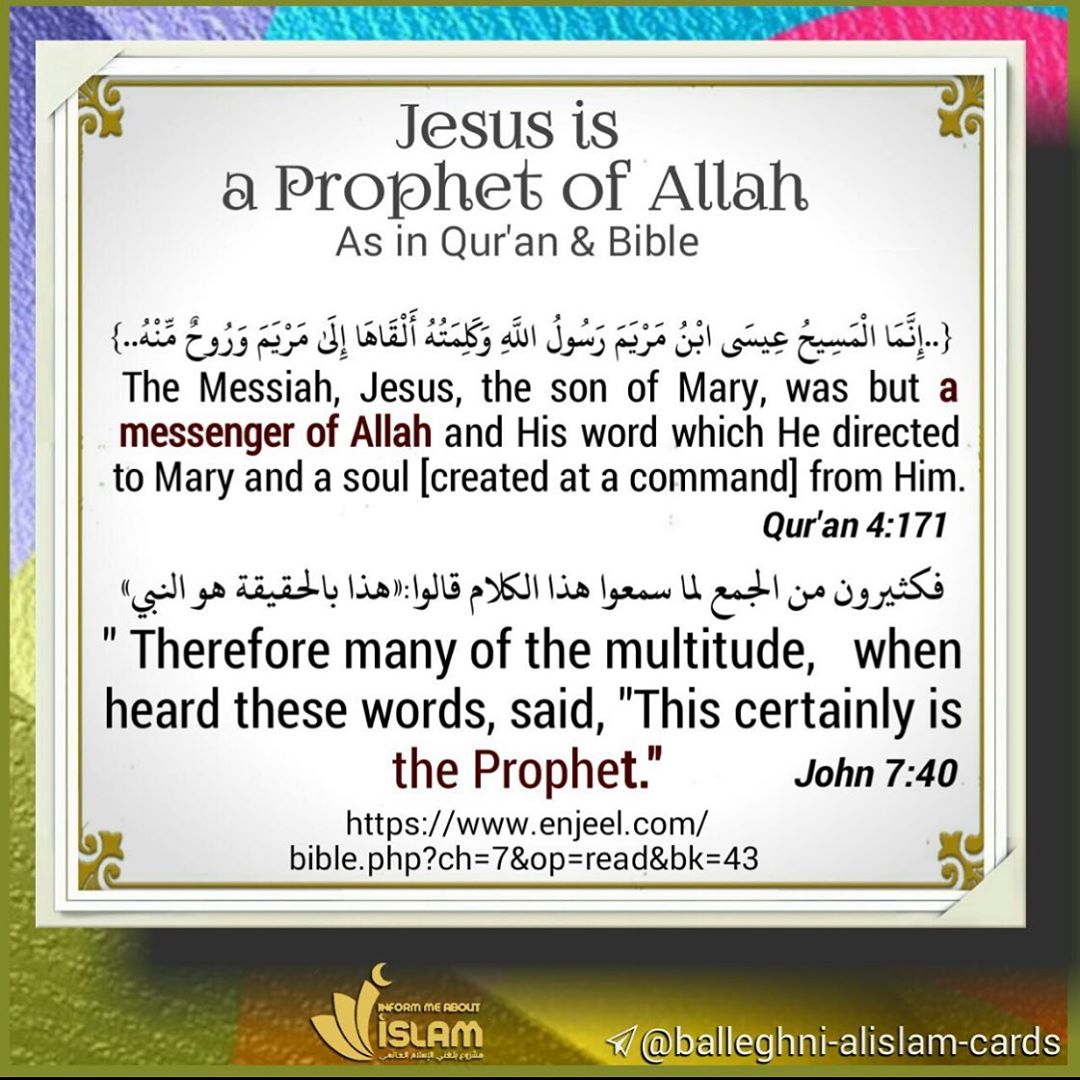 Jesus is
a Prophet of Allah
As in Qur'an & Bible
{..إِنَّمَا الْمَسِيحُ عِيسَى ابْنُ مَرْيَمَ رَسُولُ اللَّهِ وَكَلِمَتُهُ أَلْقَاهَا إِلَىٰ مَرْيَمَ وَرُوحٌ مِّنْهُ..}
The Messiah, Jesus, the son of Mary, was but a
messenger of Allah and His word which He directed
to Mary and a soul [created at a command] from Him.
Qur'an 4:171
فكثيرون من الجمع لما سمعوا هذا الكلام قالوا:«هذا بالحقيقة هو النبي»
" Therefore many of the multitude, when
heard these words, said, "This certainly is
the Prophet."
John 7:40
https://www.enjeel.com/
bible.php?ch=7&op=read&bk=43
INFORM ME ABOUT
iSLAM
مشروع بلغني الإسلام العالمي
@balleghni-alislam-cards